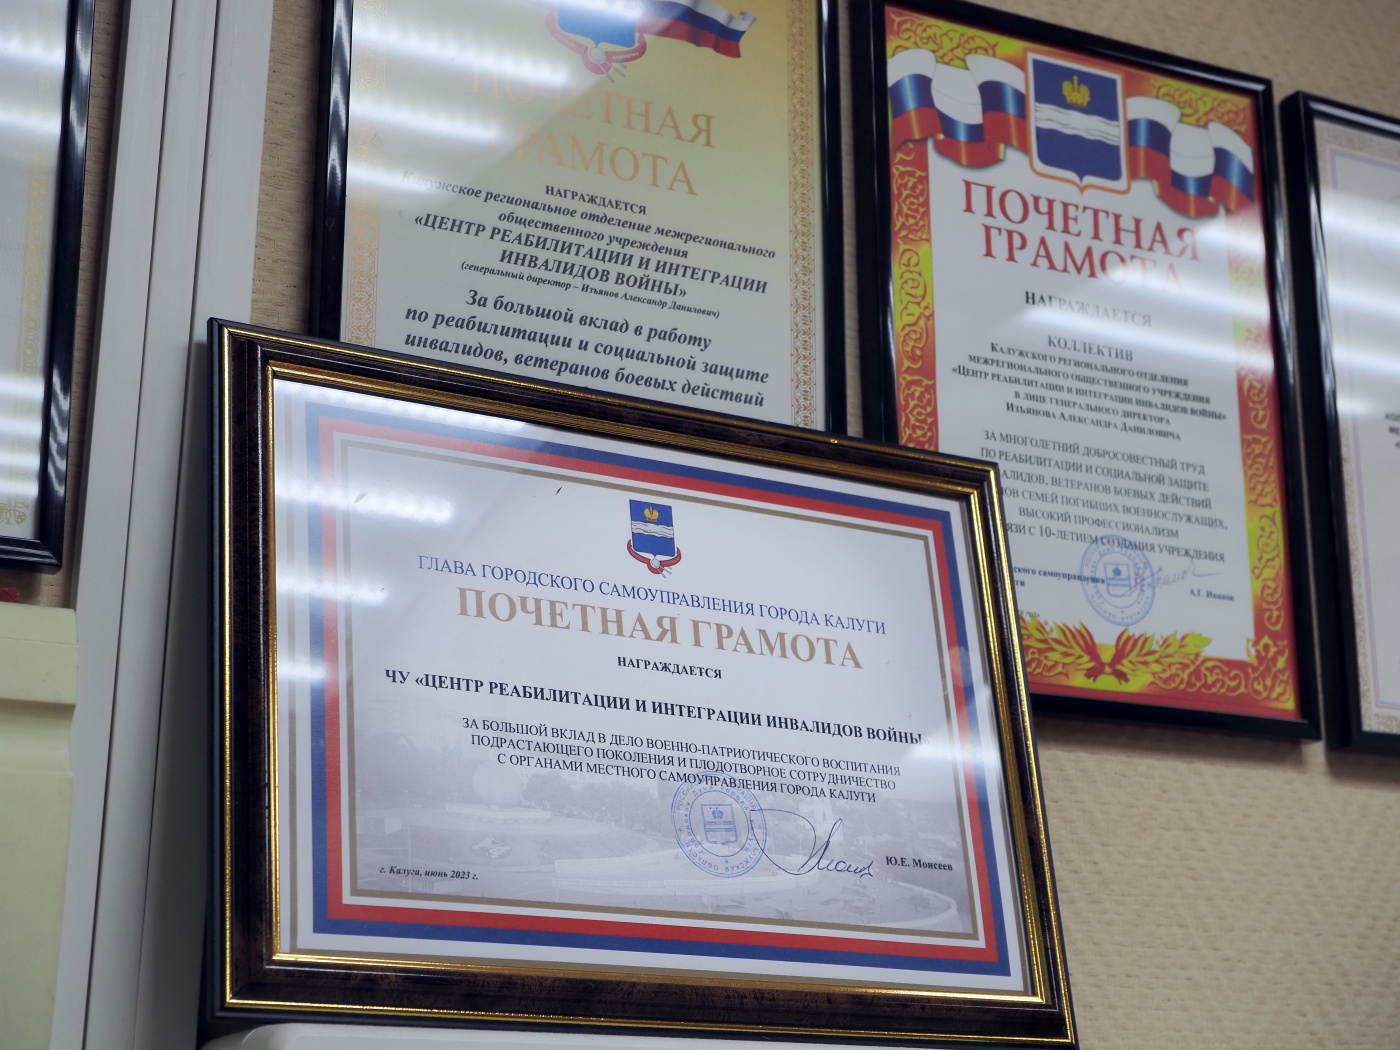 ПОЧЕТНАЯ
ГРАМОТА
НАГРАЖДАЕТСЯ
Калужское региональное отделение межрегионального
общественного учреждения
«ЦЕНТР РЕАБИЛИТАЦИИ И ИНТЕГРАЦИИ
ИНВАЛИДОВ ВОЙНЫ»
(генеральный директор – Итьянов Александр Данилович)
За большой вклад в работу
по реабилитации и социальной защите
инвалидов, ветеранов боевых действий
ПОЧЕТНАЯ
ГРАМОТА
НАГРАЖДАЕТСЯ
КОЛЛЕКТИВ
КАЛУЖСКОГО РЕГИОНАЛЬНОГО ОТДЕЛЕНИЯ
МЕЖРЕГИОНАЛЬНОГО ОБЩЕСТВЕННОГО УЧРЕЖДЕНИЯ
«ЦЕНТР РЕАБИЛИТАЦИИ И ИНТЕГРАЦИИ ИНВАЛИДОВ ВОЙНЫ»
В ЛИЦЕ ГЕНЕРАЛЬНОГО ДИРЕКТОРА
ИТЬЯНОВА АЛЕКСАНДРА ДАНИЛОВИЧА
ЗА МНОГОЛЕТНИЙ ДОБРОСОВЕСТНЫЙ ТРУД
ПО РЕАБИЛИТАЦИИ И СОЦИАЛЬНОЙ ЗАЩИТЕ
ВЕТЕРАНОВ БОЕВЫХ ДЕЙСТВИЙ
СЕМЕЙ ПОГИБШИХ ВОЕННОСЛУЖАЩИХ,
ВЫСОКИЙ ПРОФЕССИОНАЛИЗМ
С 10-ЛЕТИЕМ СОЗДАНИЯ УЧРЕЖДЕНИЯ
самоуправления
А.Г. Иванов
ГЛАВА ГОРОДСКОГО САМОУПРАВЛЕНИЯ ГОРОДА КАЛУГИ
ПОЧЕТНАЯ ГРАМОТА
НАГРАЖДАЕТСЯ
ЧУ «ЦЕНТР РЕАБИЛИТАЦИИ И ИНТЕГРАЦИИ ИНВАЛИДОВ ВОЙНЫ»
ЗА БОЛЬШОЙ ВКЛАД В ДЕЛО ВОЕННО-ПАТРИОТИЧЕСКОГО ВОСПИТАНИЯ
ПОДРАСТАЮЩЕГО ПОКОЛЕНИЯ И ПЛОДОТВОРНОЕ СОТРУДНИЧЕСТВО
С ОРГАНАМИ МЕСТНОГО САМОУПРАВЛЕНИЯ ГОРОДА КАЛУГИ
Ю.Е. Моисеев
г. Калуга, июнь 2023 г.